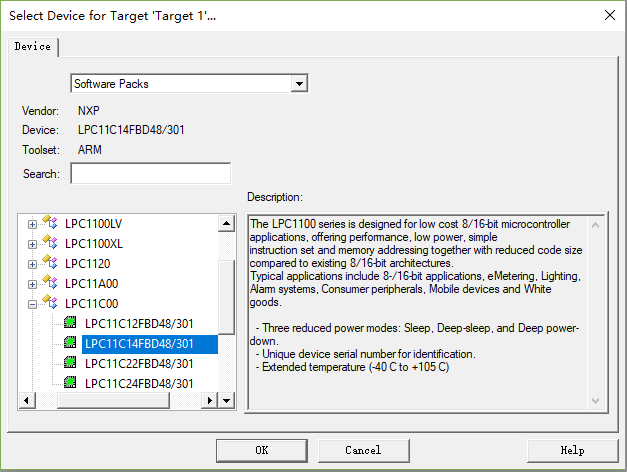 Select Device for Target 'Target 1'...
Device
Software Packs
Vendor: NXP
Device: LPC11C14FBD48/301
Toolset: ARM
Search:
Description:
LPC1100LV
LPC1100XL
LPC1120
LPC11A00
LPC11C00
LPC11C12FBD48/301
LPC11C14FBD48/301
LPC11C22FBD48/301
LPC11C24FBD48/301
The LPC1100 series is designed for low cost 8/16-bit microcontroller
applications, offering performance, low power, simple
instruction set and memory addressing together with reduced code size
compared to existing 8/16-bit architectures.
Typical applications include 8-/16-bit applications, eMetering, Lighting,
Alarm systems, Consumer peripherals, Mobile devices and White
goods.
- Three reduced power modes: Sleep, Deep-sleep, and Deep power-
down.
- Unique device serial number for identification.
- Extended temperature (-40 C to +105 C)
OK
Cancel
Help